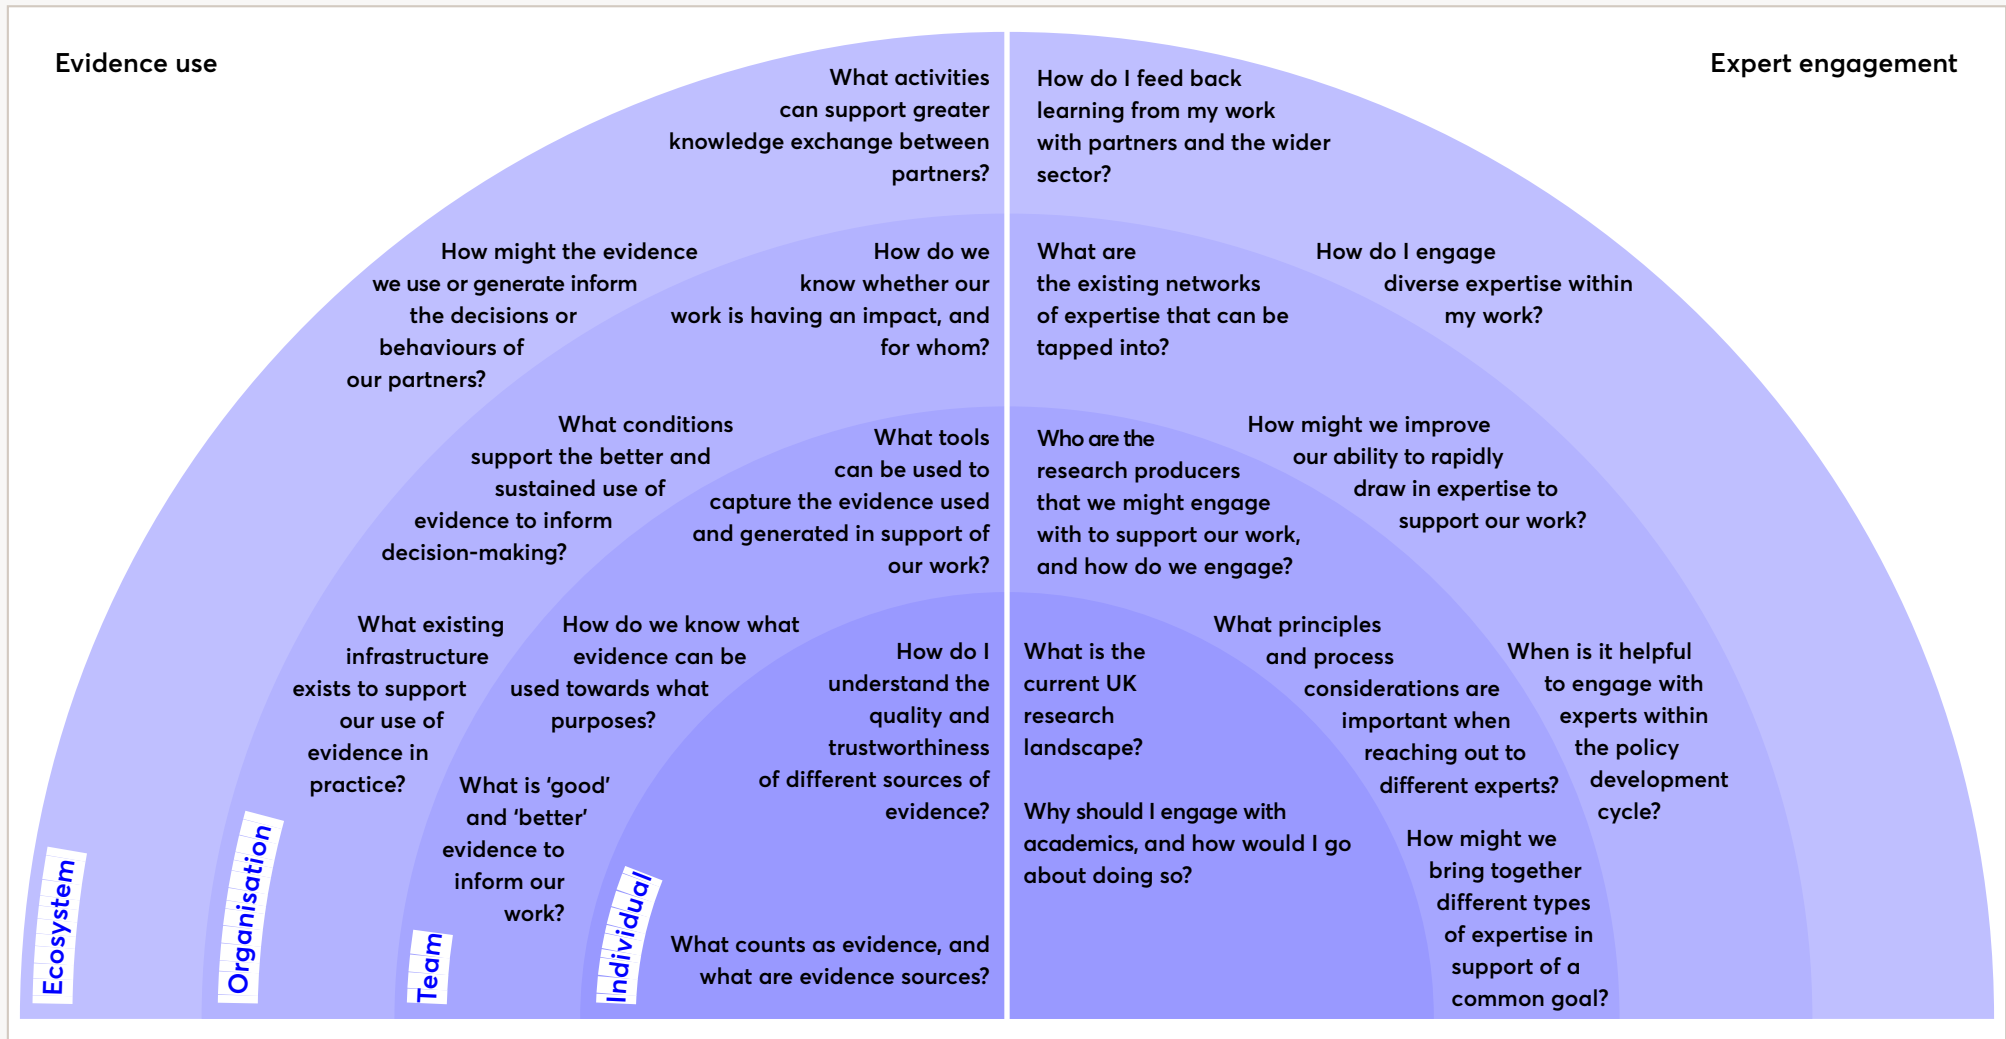 Evidence use
Expert engagement
What activities
can support greater
knowledge exchange between
partners?
How do I feed back
learning from my work
with partners and the wider
sector?
How might the evidence
we use or generate inform
the decisions or
behaviours of
our partners?
How do we
know whether our
work is having an impact, and
for whom?
What are
the existing networks
of expertise that can be
tapped into?
How do I engage
diverse expertise within
my work?
What conditions
support the better and
sustained use of
evidence to inform
decision-making?
What tools
can be used to
capture the evidence used
and generated in support of
our work?
Who are the
research producers
that we might engage
with to support our work,
and how do we engage?
How might we improve
our ability to rapidly
draw in expertise to
support our work?
What existing
infrastructure
exists to support
our use of
evidence in
practice?
How do we know what
evidence can be
used towards what
purposes?
How do I
understand the
quality and
trustworthiness
of different sources of
evidence?
What is the
current UK
research
landscape?
What principles
and process
considerations are
important when
reaching out to
different experts?
When is it helpful
to engage with
experts within
the policy
development
cycle?
What is ‘good’
and ‘better’
evidence to
inform our
work?
Why should I engage with
academics, and how would I go
about doing so?
How might we
bring together
different types
of expertise in
support of a
common goal?
What counts as evidence, and
what are evidence sources?
Ecosystem
Organisation
Team
Individual